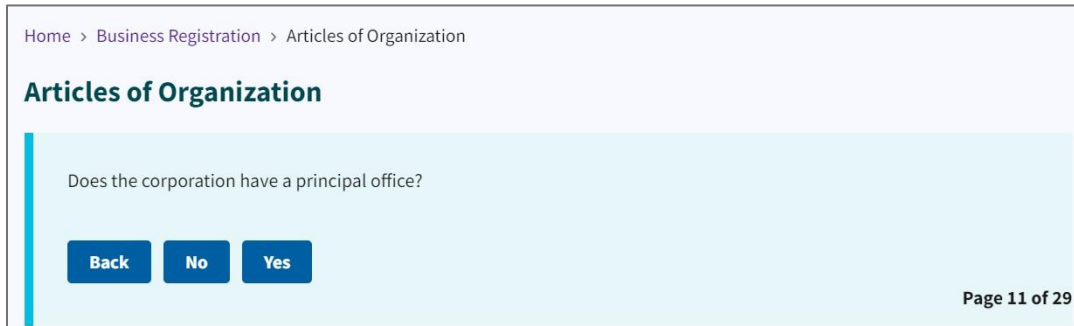 Home > Business Registration > Articles of Organization
Articles of Organization
Does the corporation have a principal office?
Back No Yes
Page 11 of 29